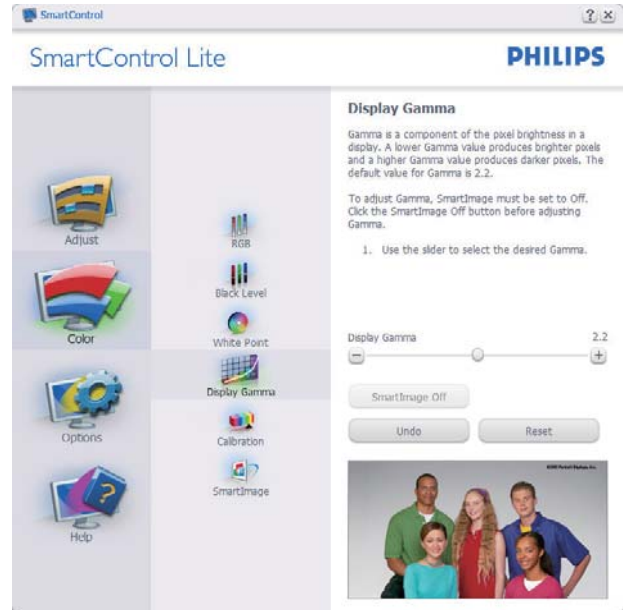 SmartControl
SmartControl Lite
PHILIPS
Adjust
Color
Options
Help
RGB
Black Level
White Point
Display Gamma
Calibration
SmartImage
Display Gamma
Gamma is a component of the pixel brightness in a
display. A lower Gamma value produces brighter pixels
and a higher Gamma value produces darker pixels. The
default value for Gamma is 2.2.
To adjust Gamma, SmartImage must be set to Off.
Click the SmartImage Off button before adjusting
Gamma.
1. Use the slider to select the desired Gamma.
Display Gamma 2.2
SmartImage Off
Undo Reset
Portrait Displays, Inc.